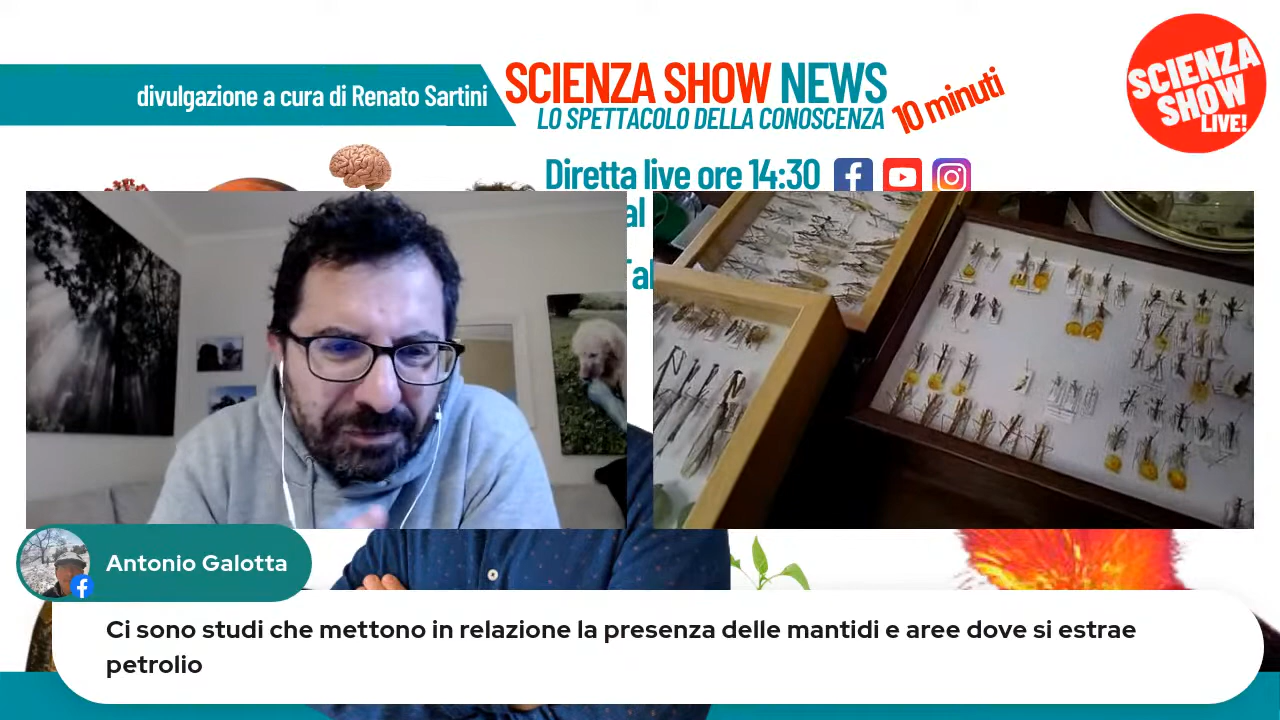 divulgazione a cura di Renato Sartini
SCIENZA SHOW NEWS
LO SPETTACOLO DELLA CONOSCENZA
10 minuti
SCIENZA
SHOW
LIVE!
Diretta live ore 14:30
al
Antonio Galotta
Ci sono studi che mettono in relazione la presenza delle mantidi e aree dove si estrae
petrolio